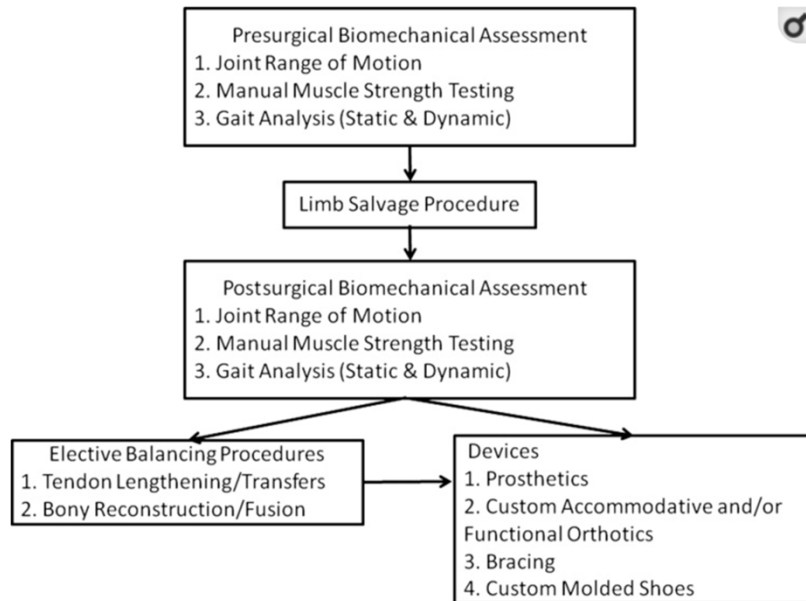 Presurgical Biomechanical Assessment
1. Joint Range of Motion
2. Manual Muscle Strength Testing
3. Gait Analysis (Static & Dynamic)
Limb Salvage Procedure
Postsurgical Biomechanical Assessment
1. Joint Range of Motion
2. Manual Muscle Strength Testing
3. Gait Analysis (Static & Dynamic)
Elective Balancing Procedures
1. Tendon Lengthening/Transfers
2. Bony Reconstruction/Fusion
Devices
1. Prosthetics
2. Custom Accommodative and/or
Functional Orthotics
3. Bracing
4. Custom Molded Shoes